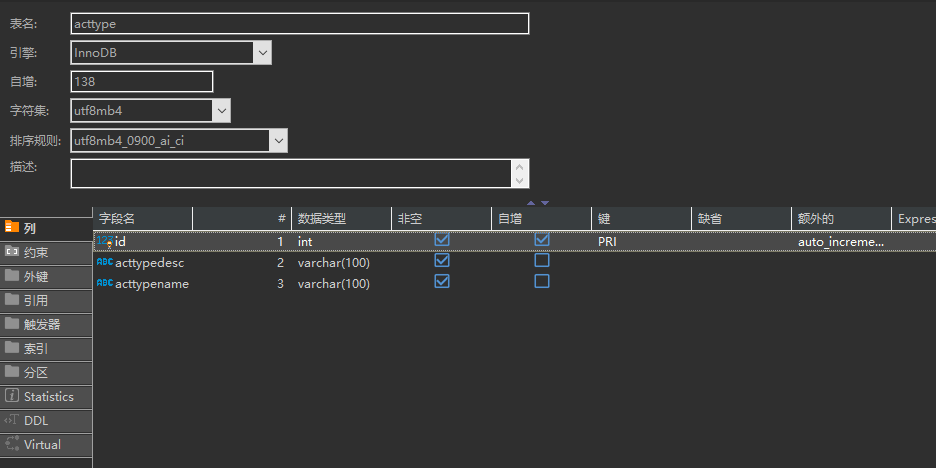 表名: acttype
引擎: InnoDB
自增: 138
字符集: utf8mb4
排序规则: utf8mb4_0900_ai_ci
描述:
字段名 # 数据类型 非空 自增 键 缺省 额外的 Expres
123 id 1 int PRI auto_increme...
ABC acttypedesc 2 varchar(100)
ABC acttypename 3 varchar(100)
列
约束
外键
引用
触发器
索引
分区
Statistics
DDL
Virtual